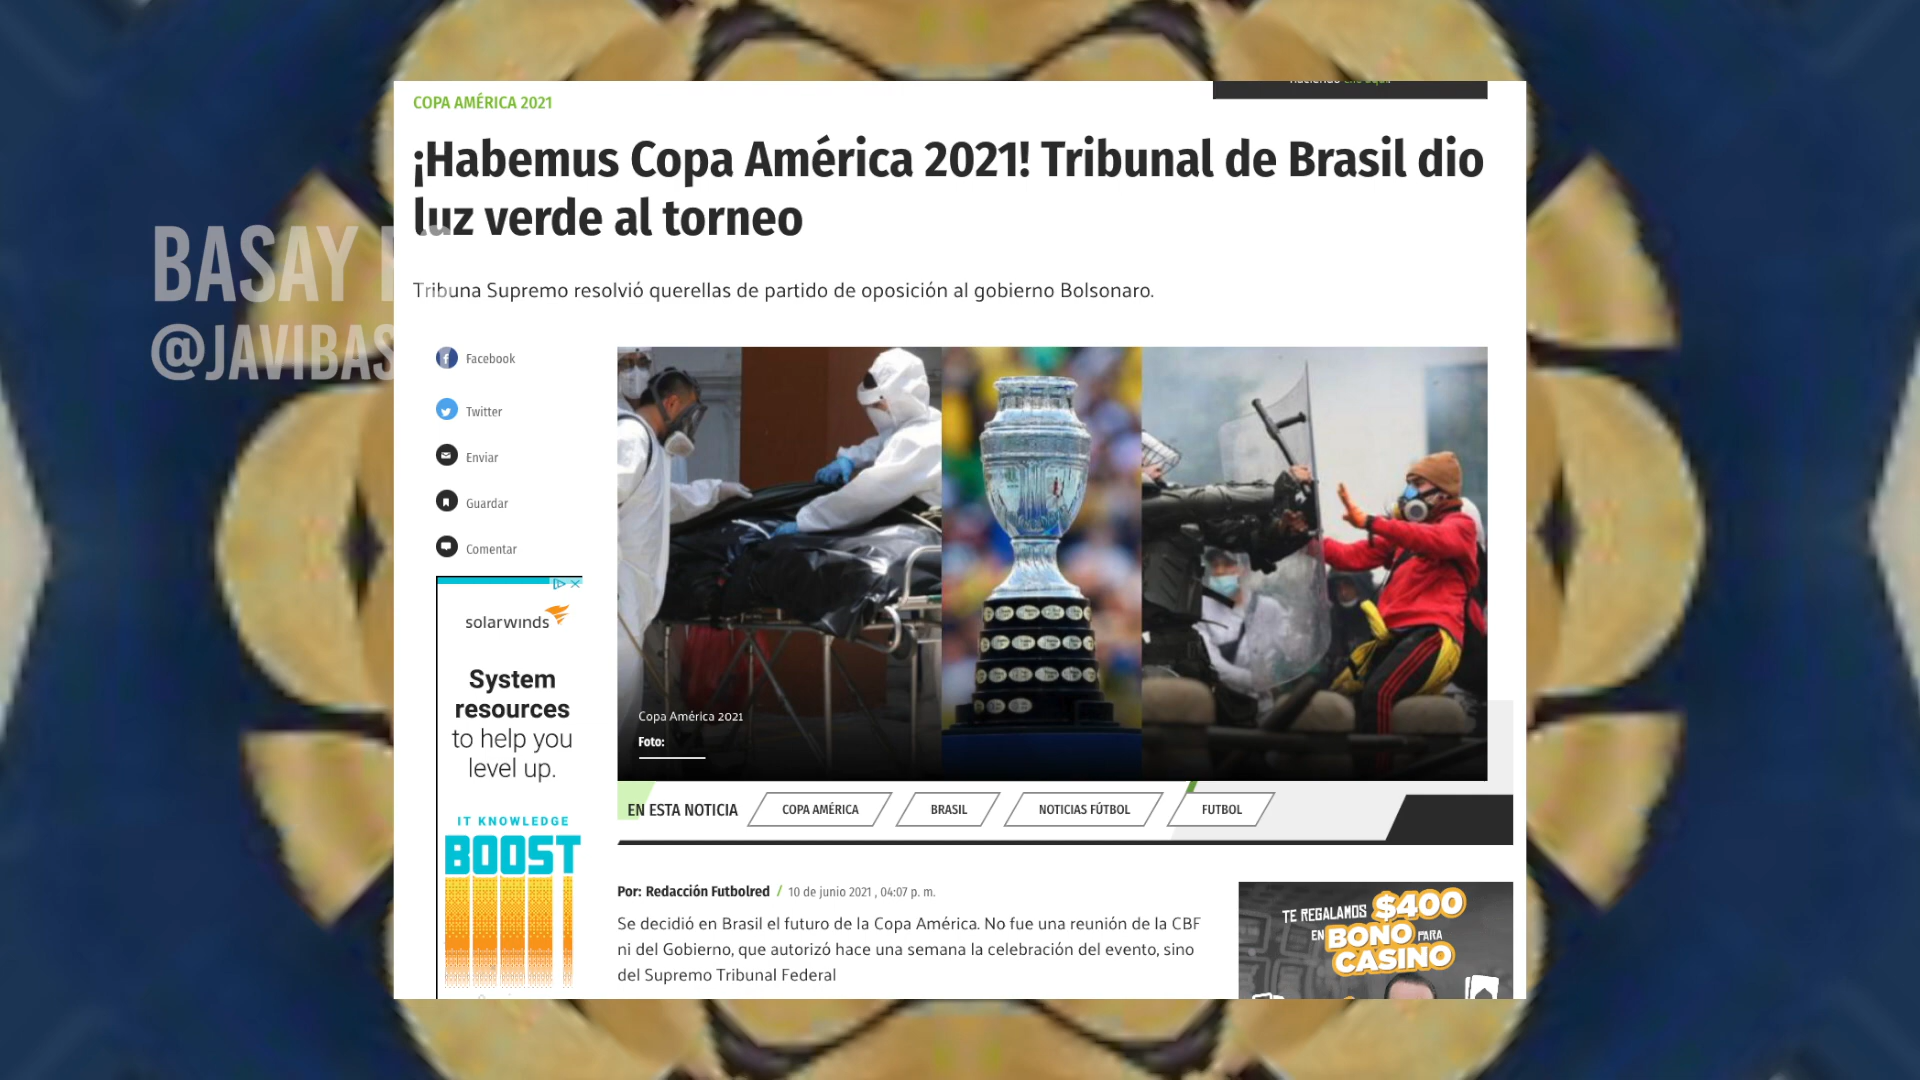 COPA AMÉRICA 2021
¡Habemus Copa América 2021! Tribunal de Brasil dio
luz verde al torneo
BASAY
Tribuna Supremo resolvió querellas de partido de oposición al gobierno Bolsonaro.
@JAVIBAS
Facebook
Twitter
Enviar
Guardar
Comentar
solarwinds
System
resources
to help you
level up.
IT KNOWLEDGE
BOOST
Copa América 2021
Foto:
EN ESTA NOTICIA COPA AMÉRICA BRASIL NOTICIAS FÚTBOL FUTBOL
Por: Redacción Futbolred / 10 de junio 2021 , 04:07 p. m.
Se decidió en Brasil el futuro de la Copa América. No fue una reunión de la CBF
ni del Gobierno, que autorizó hace una semana la celebración del evento, sino
del Supremo Tribunal Federal
TE REGALAMOS $400
EN BONO PARA
CASINO